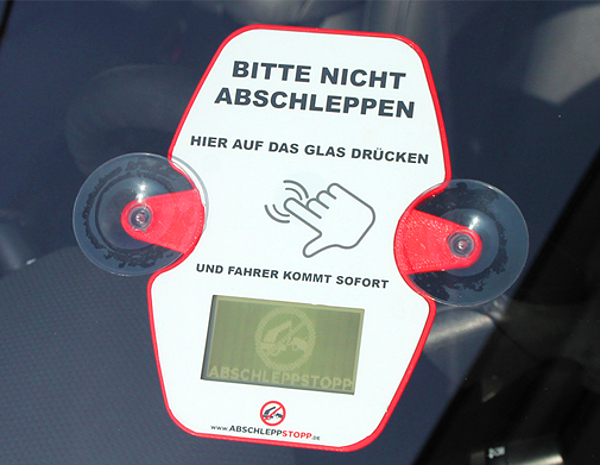 BITTE NICHT
ABSCHLEPPEN
HIER AUF DAS GLAS DRÜCKEN
UND FAHRER KOMMT SOFORT
ABSCHLEPPSTOPP
www.ABSCHLEPPSTOPP.DE